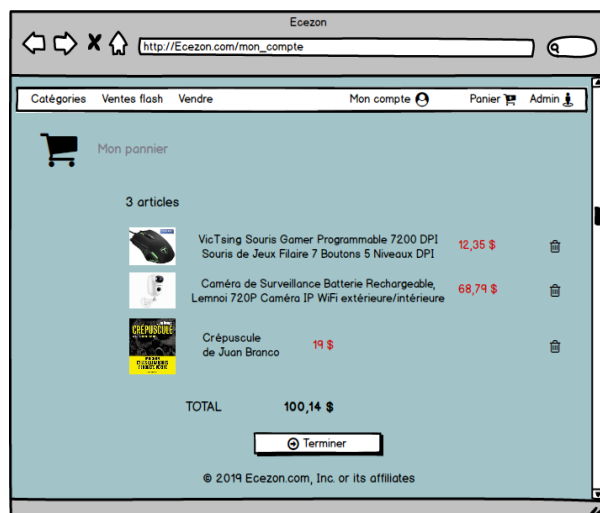 Ecezon
http://Ecezon.com/mon_compte
Catégories Ventes flash Vendre Mon compte Panier Admin
Mon pannier
3 articles
VicTsing Souris Gamer Programmable 7200 DPI
Souris de Jeux Filaire 7 Boutons 5 Niveaux DPI
12,35 $
Caméra de Surveillance Batterie Rechargeable,
Lemnoi 720P Caméra IP WiFi extérieure/intérieure
68,79 $
CRÉPUSCULE
Crépuscule
de Juan Branco
19 $
TOTAL 100,14 $
Terminer
© 2019 Ecezon.com, Inc. or its affiliates